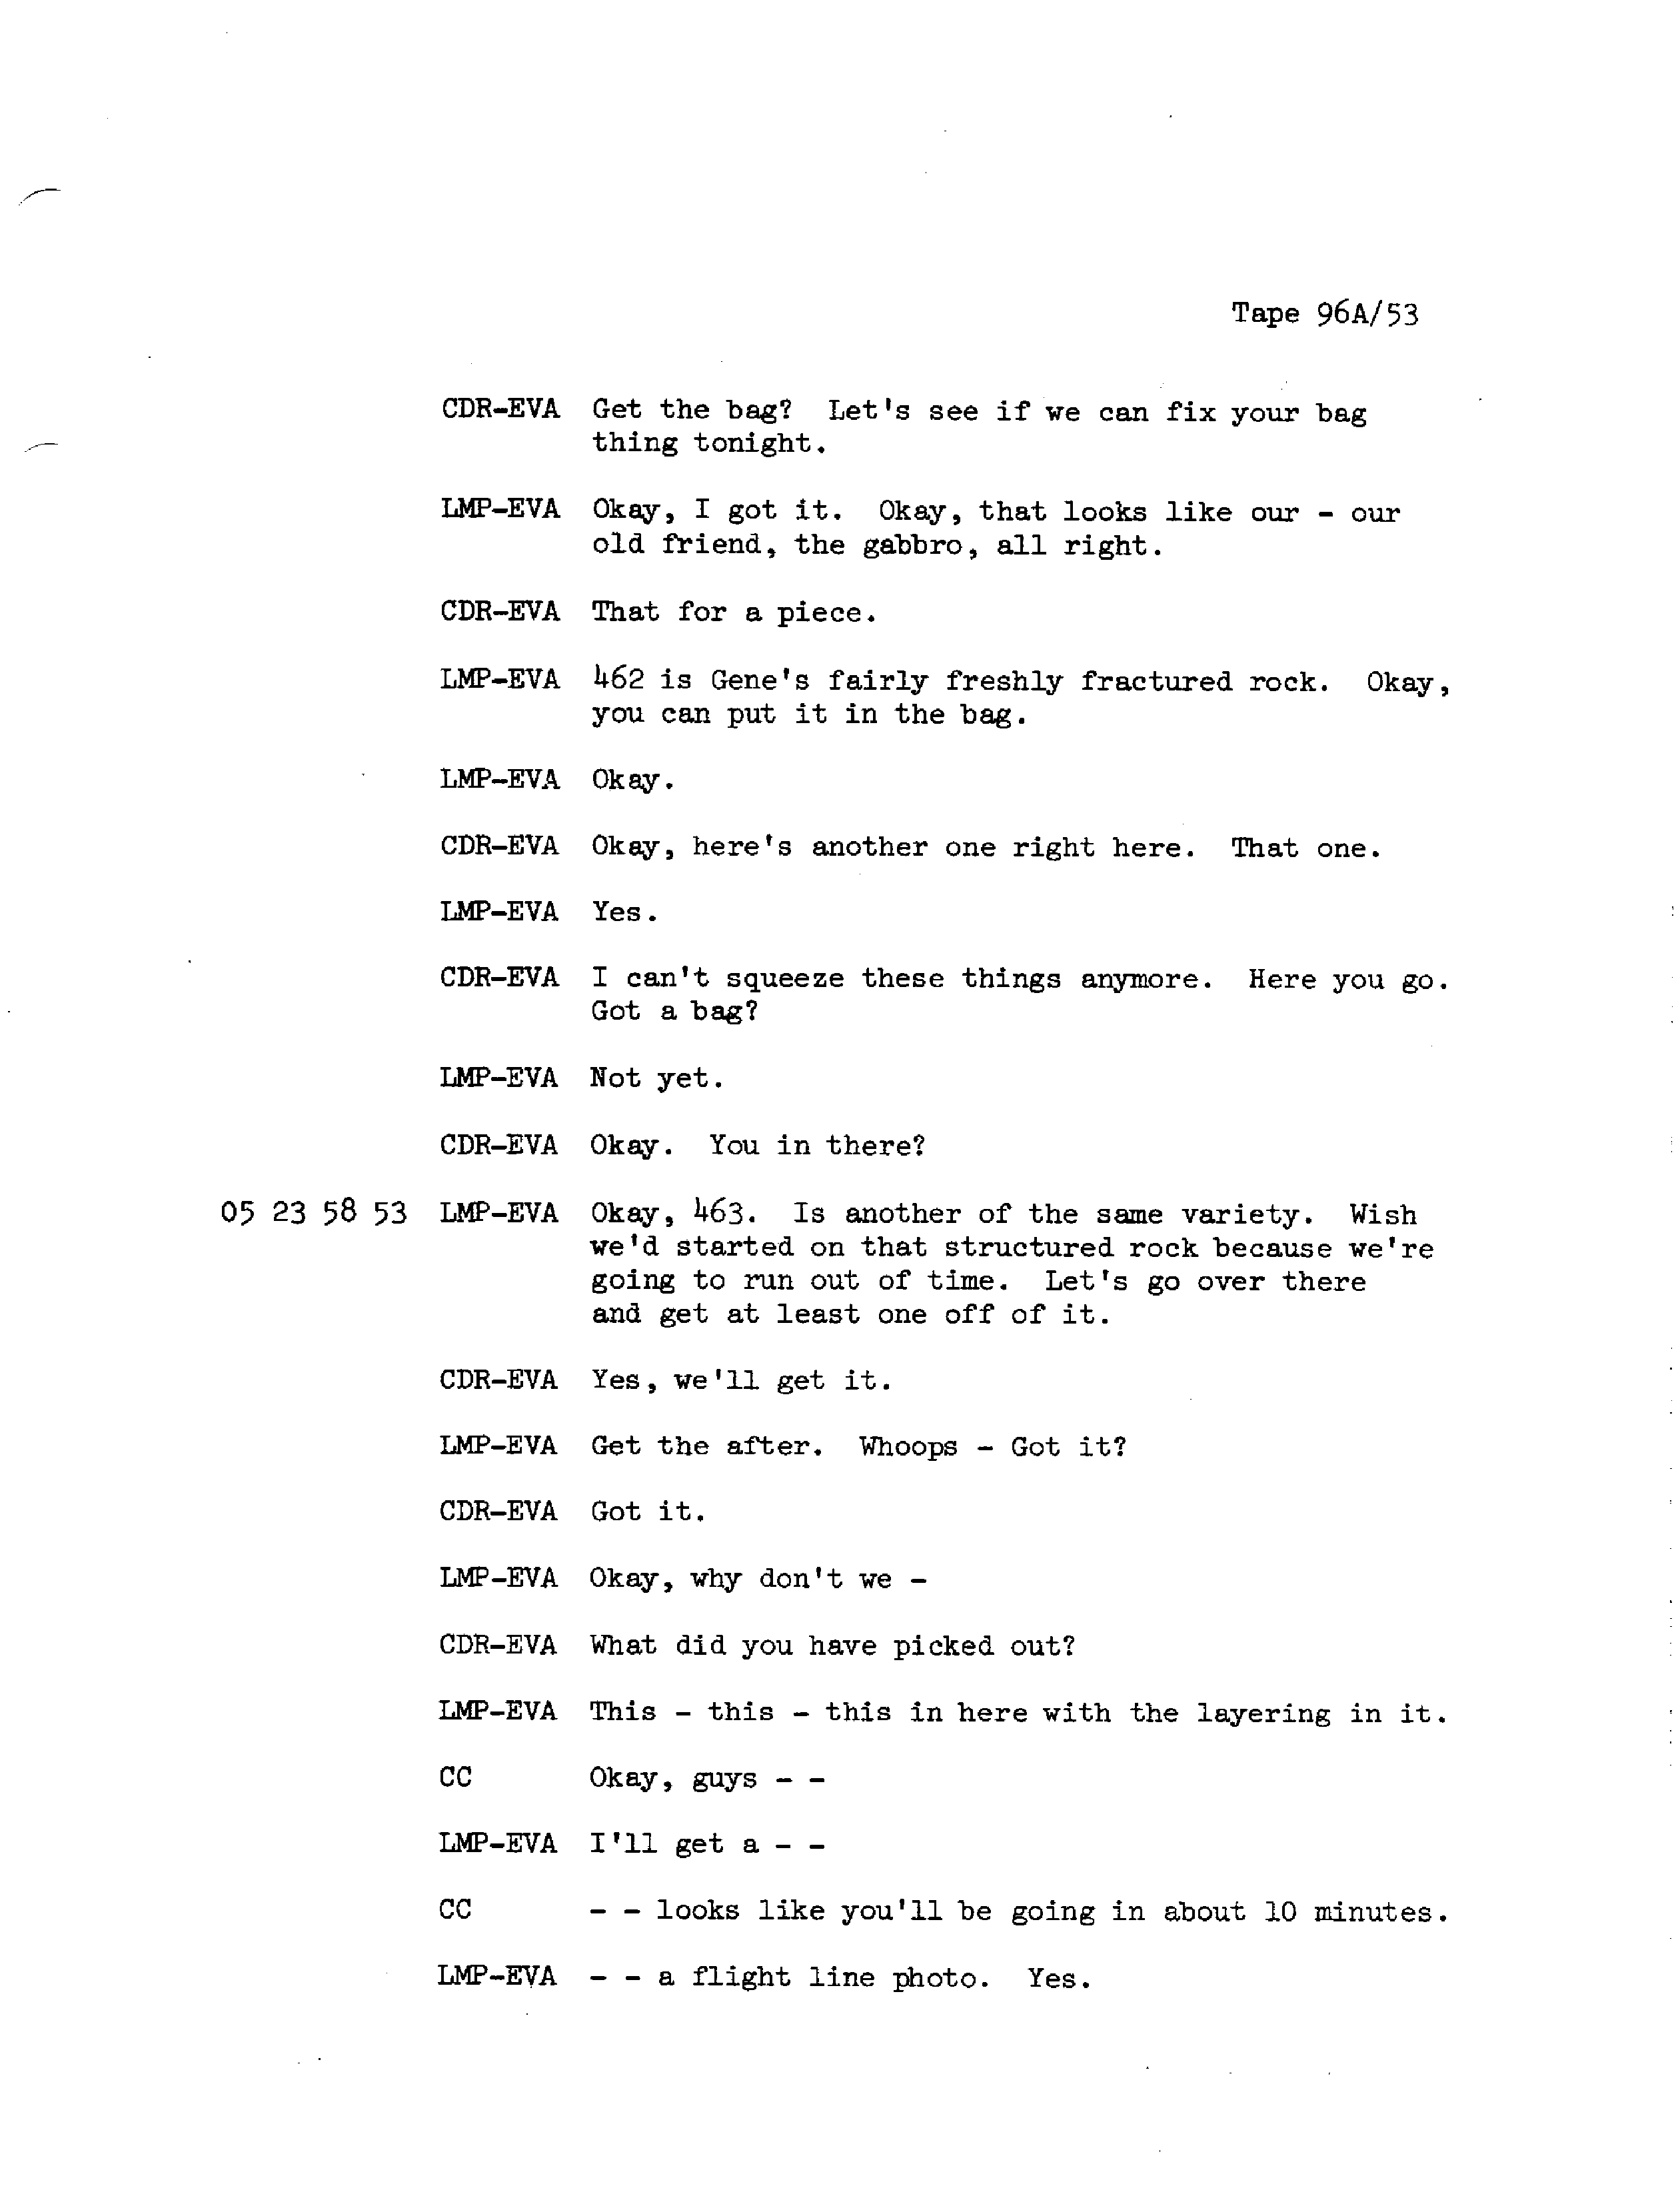 Tape 96A/53
CDR-EVA Get the bag? Let's see if we can fix your bag
thing tonight.
LMP-EVA Okay, I got it. Okay, that looks like our - our
old friend, the gabbro, all right.
CDR-EVA That for a piece.
LMP-EVA 462 is Gene's fairly freshly fractured rock. Okay,
you can put it in the bag.
LMP-EVA Okay.
CDR-EVA Okay, here's another one right here. That one.
LMP-EVA Yes.
CDR-EVA I can't squeeze these things anymore. Here you go.
Got a bag?
LMP-EVA Not yet.
CDR-EVA Okay. You in there?
05 23 58 53 LMP-EVA Okay, 463. Is another of the same variety. Wish
we'd started on that structured rock because we're
going to run out of time. Let's go over there
and get at least one off of it.
CDR-EVA Yes, we'll get it.
LMP-EVA Get the after. Whoops - Got it?
CDR-EVA Got it.
LMP-EVA Okay, why don't we -
CDR-EVA What did you have picked out?
LMP-EVA This - this - this in here with the layering in it.
CC Okay, guys - -
LMP-EVA I'll get a - -
CC - - looks like you'll be going in about 10 minutes.
LMP-EVA - - a flight line photo. Yes.